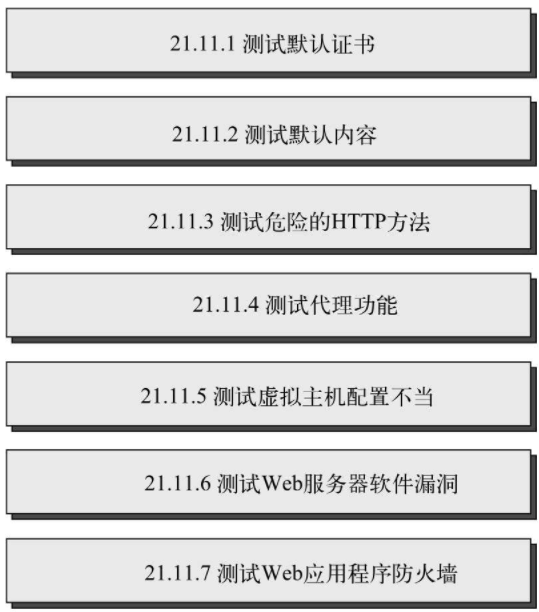 21.11.1 测试默认证书
21.11.2 测试默认内容
21.11.3 测试危险的HTTP方法
21.11.4 测试代理功能
21.11.5 测试虚拟主机配置不当
21.11.6 测试Web服务器软件漏洞
21.11.7 测试Web应用程序防火墙